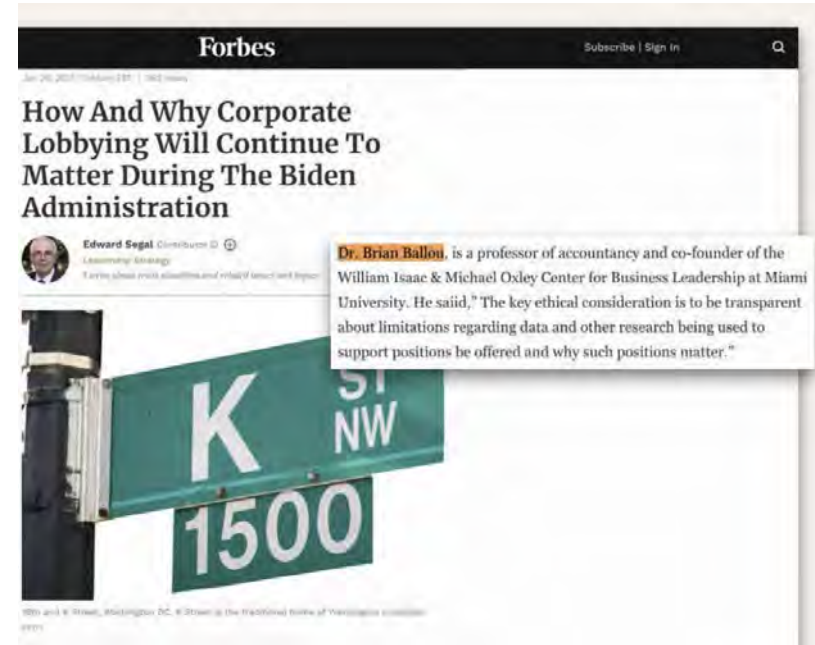 Forbes
Subscribe | Sign In
How And Why Corporate
Lobbying Will Continue To
Matter During The Biden
Administration
Edward Segal Contributor
Leadership Strategy
Dr. Brian Ballou, is a professor of accountancy and co-founder of the
William Isaac & Michael Oxley Center for Business Leadership at Miami
University. He saiid," The key ethical consideration is to be transparent
about limitations regarding data and other research being used to
support positions be offered and why such positions matter."
K ST
NW
1500